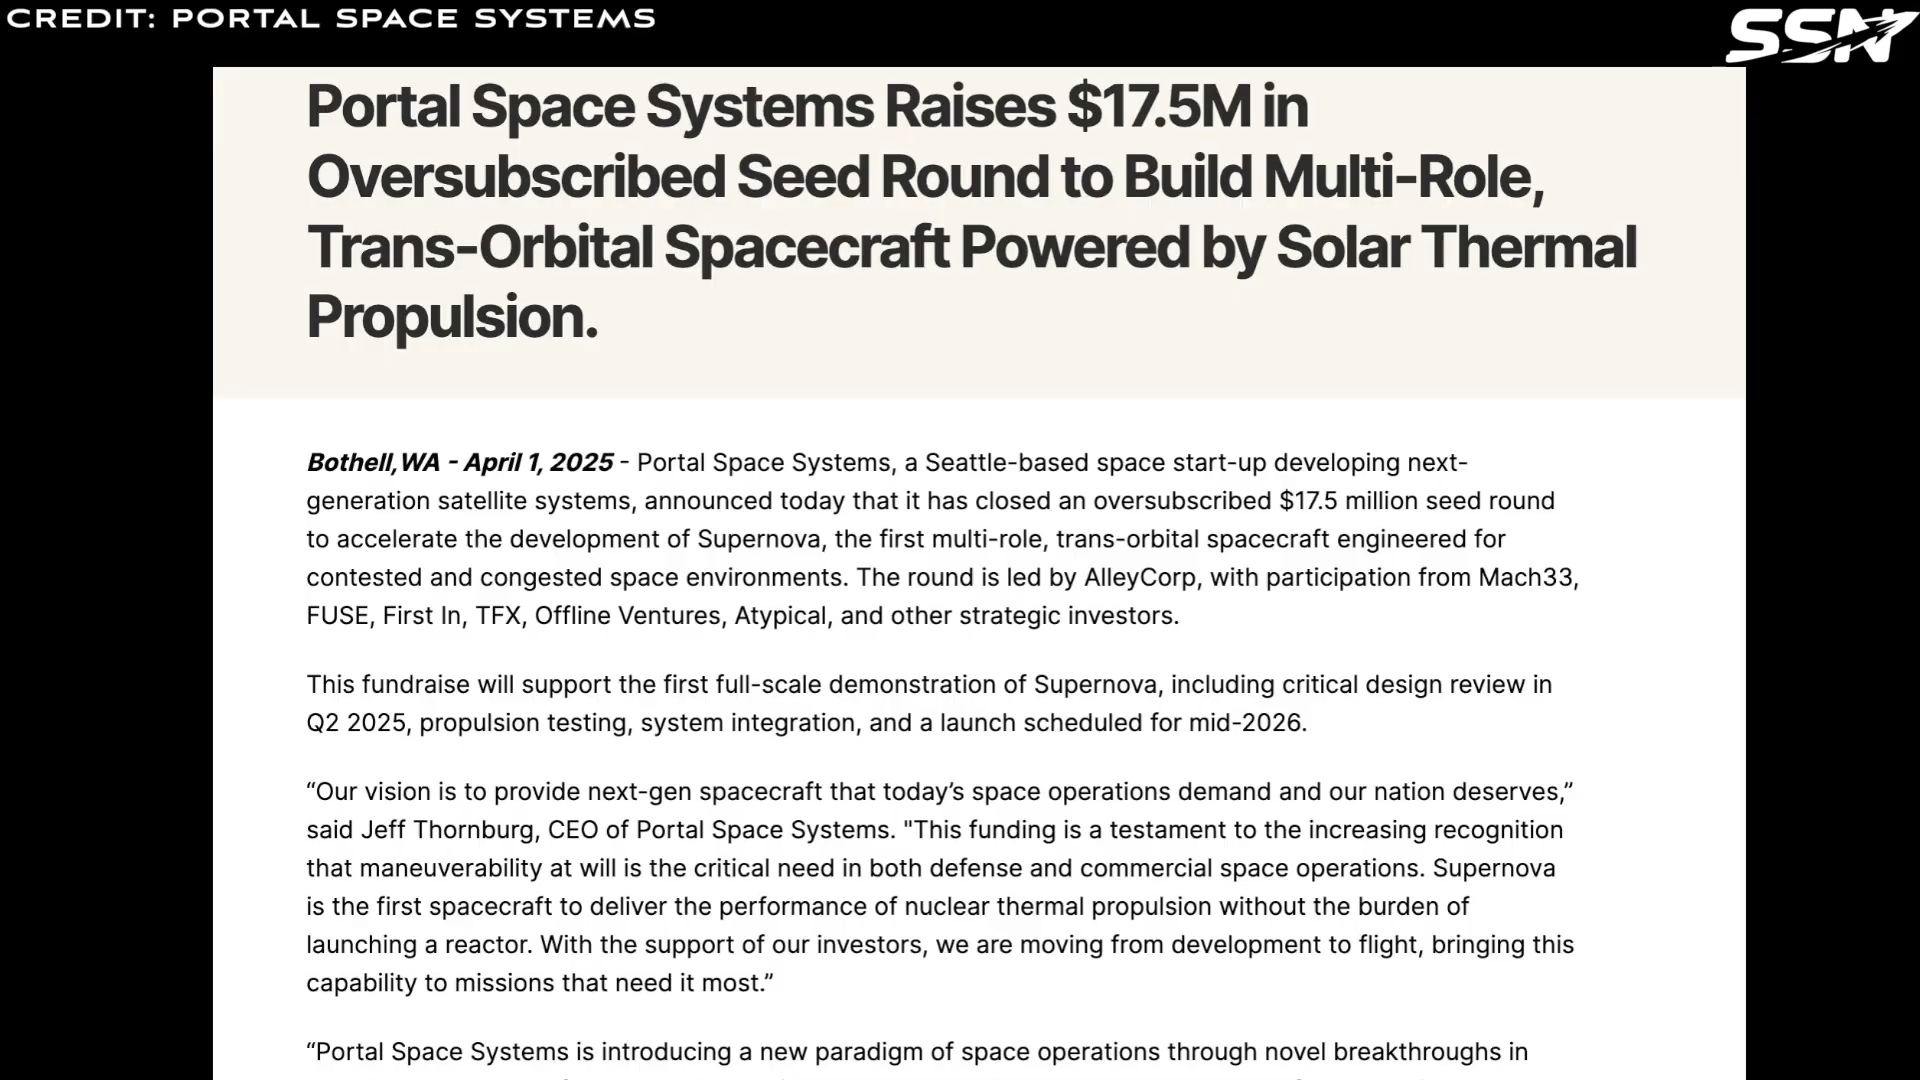 CREDIT: PORTAL SPACE SYSTEMS
SSN
Portal Space Systems Raises $17.5M in
Oversubscribed Seed Round to Build Multi-Role,
Trans-Orbital Spacecraft Powered by Solar Thermal
Propulsion.
Bothell,WA - April 1, 2025 - Portal Space Systems, a Seattle-based space start-up developing next-
generation satellite systems, announced today that it has closed an oversubscribed $17.5 million seed round
to accelerate the development of Supernova, the first multi-role, trans-orbital spacecraft engineered for
contested and congested space environments. The round is led by AlleyCorp, with participation from Mach33,
FUSE, First In, TFX, Offline Ventures, Atypical, and other strategic investors.
This fundraise will support the first full-scale demonstration of Supernova, including critical design review in
Q2 2025, propulsion testing, system integration, and a launch scheduled for mid-2026.
“Our vision is to provide next-gen spacecraft that today’s space operations demand and our nation deserves,”
said Jeff Thornburg, CEO of Portal Space Systems. "This funding is a testament to the increasing recognition
that maneuverability at will is the critical need in both defense and commercial space operations. Supernova
is the first spacecraft to deliver the performance of nuclear thermal propulsion without the burden of
launching a reactor. With the support of our investors, we are moving from development to flight, bringing this
capability to missions that need it most.”
“Portal Space Systems is introducing a new paradigm of space operations through novel breakthroughs in